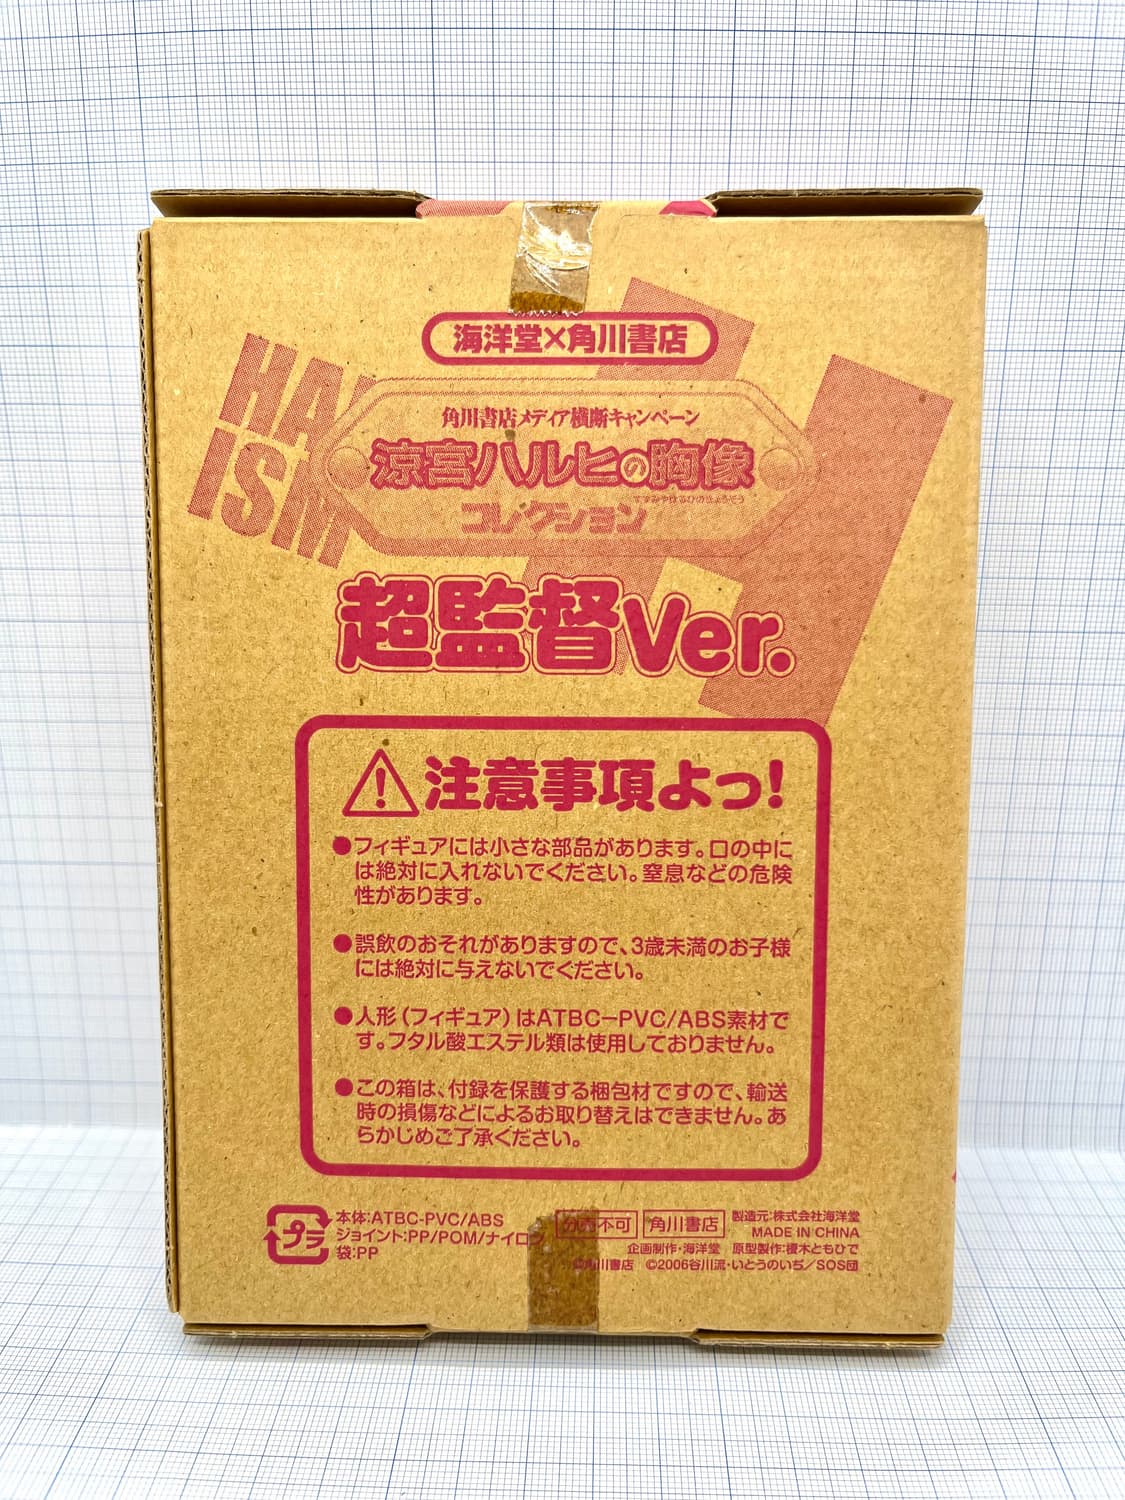 海洋堂×角川書店
角川書店メディア横断キャンペーン
涼宮ハルヒの胸像
すずみやはるひのきょうぞう
コレクション
HA
ISM
超監督Ver.
注意事項よっ!
●フィギュアには小さな部品があります。口の中に
は絶対に入れないでください。窒息などの危険
性があります。
●誤飲のおそれがありますので、3歳未満のお子様
には絶対に与えないでください。
●人形(フィギュア)はATBC−PVC/ABS素材で
す。フタル酸エステル類は使用しておりません。
●この箱は、付録を保護する梱包材ですので、輸送
時の損傷などによるお取り替えはできません。あ
らかじめご了承ください。
プラ
本体:ATBC-PVC/ABS
ジョイント:PP/POM/ナイロン
袋:PP
分売不可 角川書店
製造元:株式会社海洋堂
MADE IN CHINA
企画制作・海洋堂 原型製作:榎木ともひで
©角川書店 ©2006谷川流・いとうのいぢ/SOS団